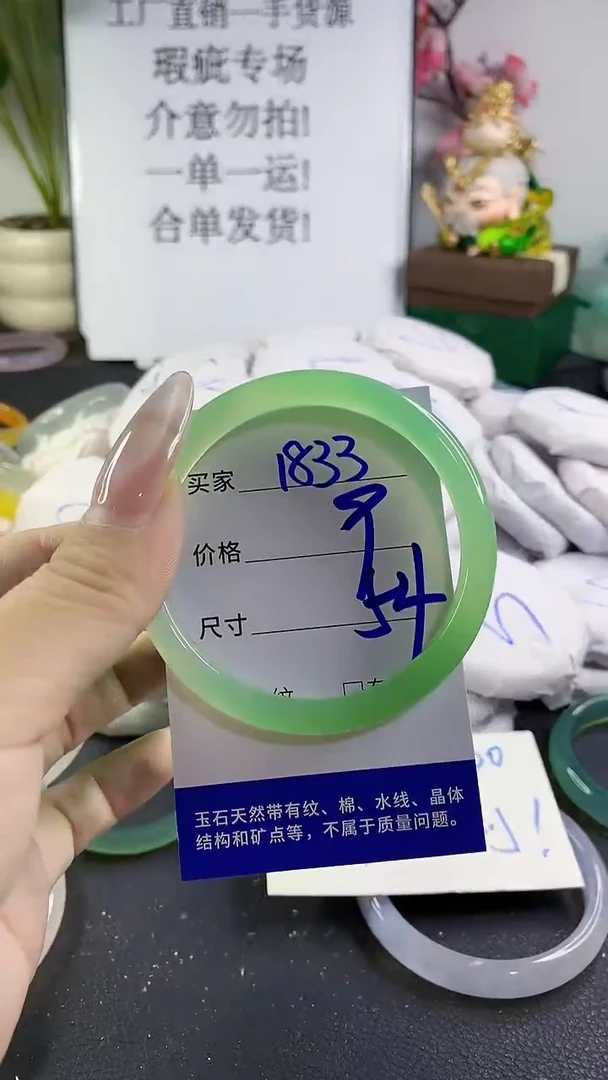 工厂直销一手货源
瑕疵专场
介意勿拍!
一单一运!
合单发货!
买家 1833
价格
尺寸 54
玉石天然带有纹、棉、水线、晶体
结构和矿点等，不属于质量问题。